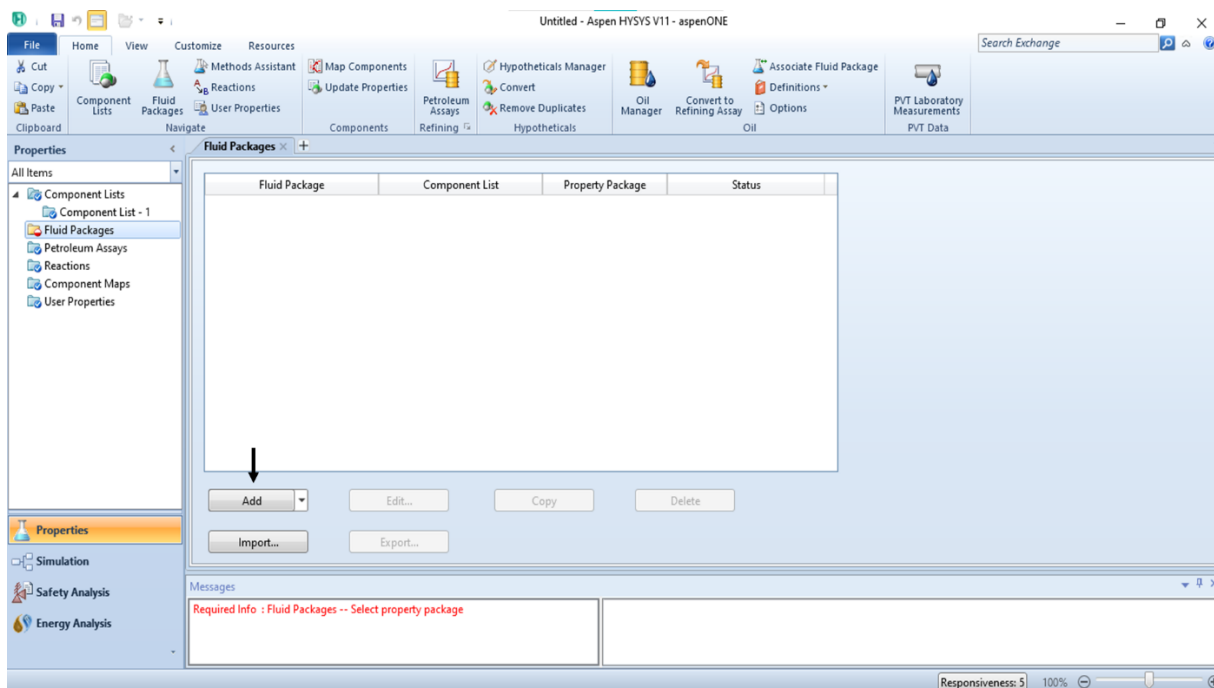 Untitled - Aspen HYSYS V11 - aspenONE
File Home View Customize Resources
Search Exchange
Cut
Copy
Paste
Clipboard
Component Lists
Fluid Packages
Methods Assistant
Reactions
User Properties
Navigate
Map Components
Update Properties
Components
Petroleum Assays
Refining
Hypotheticals Manager
Convert
Remove Duplicates
Hypotheticals
Oil Manager
Convert to Refining Assay
Associate Fluid Package
Definitions
Options
Oil
PVT Laboratory Measurements
PVT Data
Properties
All Items
Component Lists
Component List - 1
Fluid Packages
Petroleum Assays
Reactions
Component Maps
User Properties
Properties
Simulation
Safety Analysis
Energy Analysis
Fluid Packages
Fluid Package Component List Property Package Status
Add Edit... Copy Delete
Import... Export...
Messages
Required Info : Fluid Packages -- Select property package
Responsiveness: 5 100%